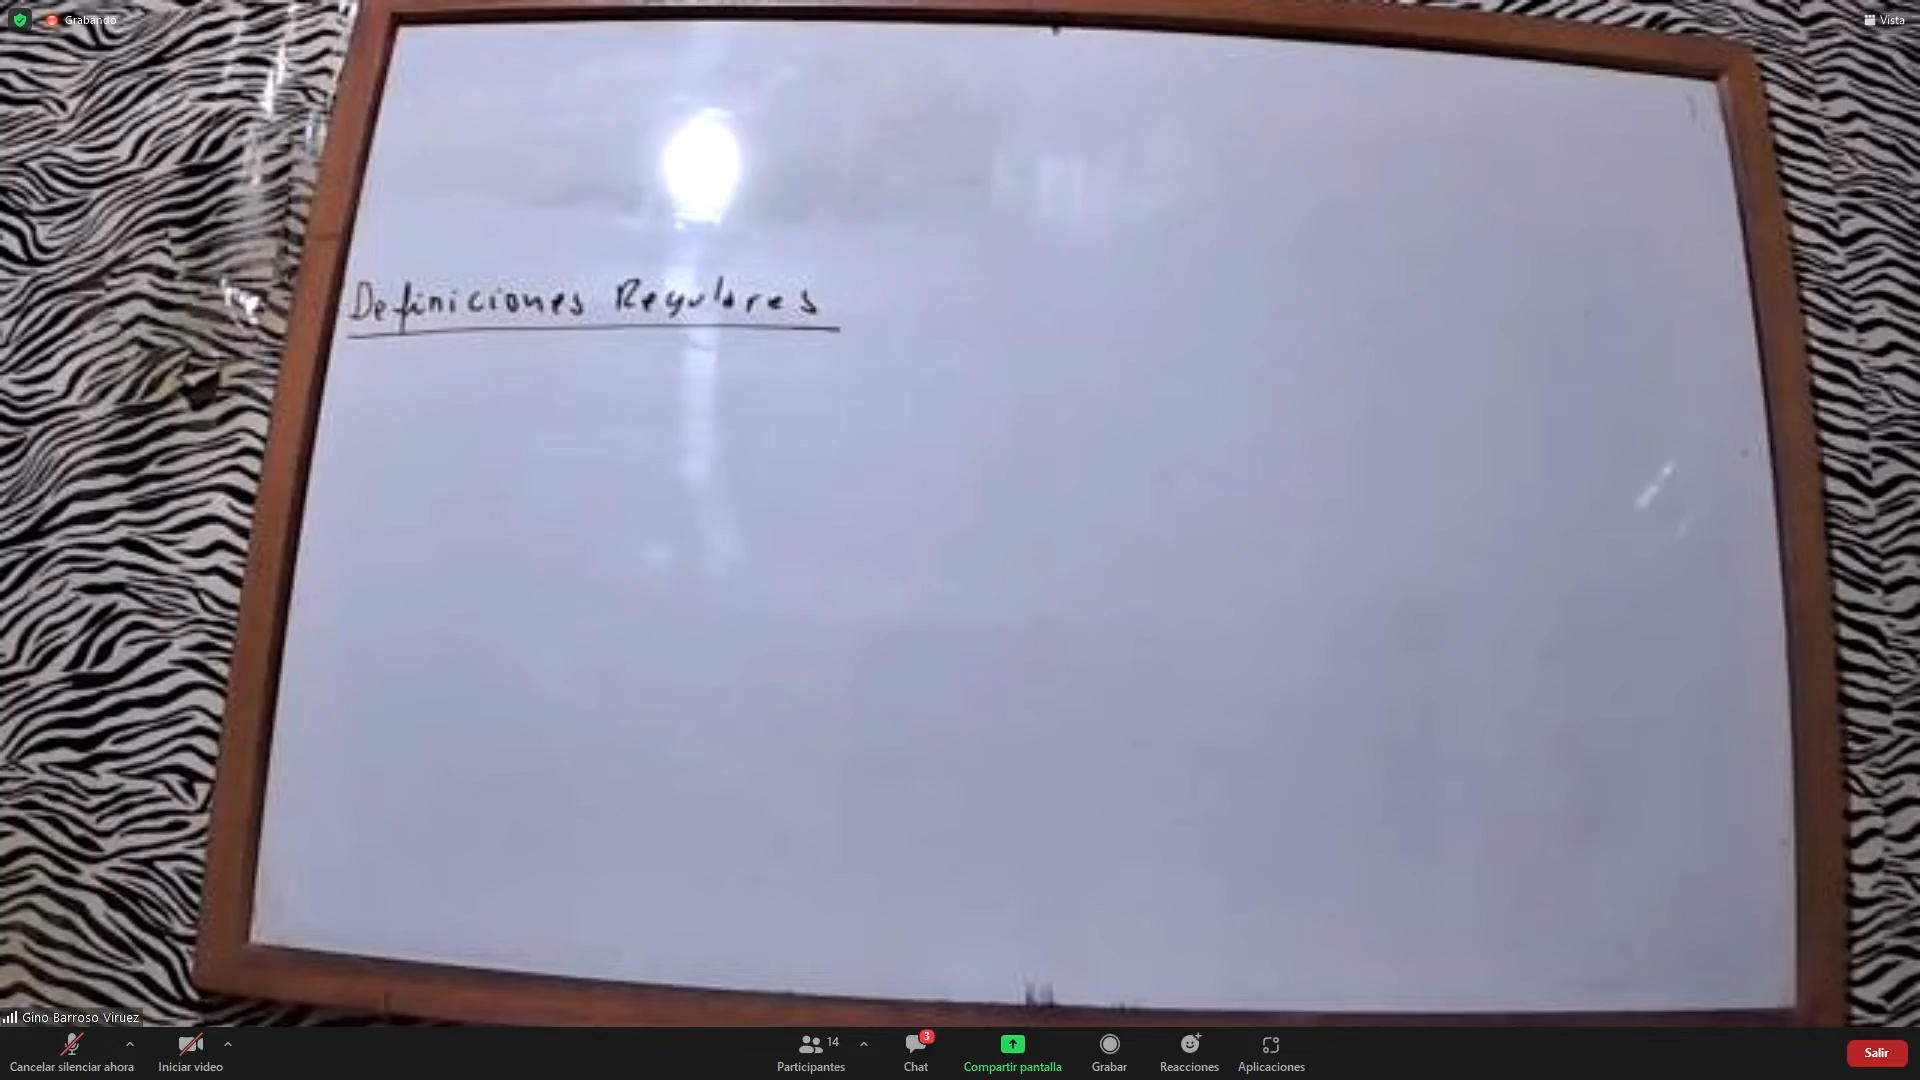 Grabando
Vista
Definiciones Regulares
Gino Barroso Viruez
14
3
Cancelar silenciar ahora
Iniciar video
Participantes
Chat
Compartir pantalla
Grabar
Reacciones
Aplicaciones
Salir